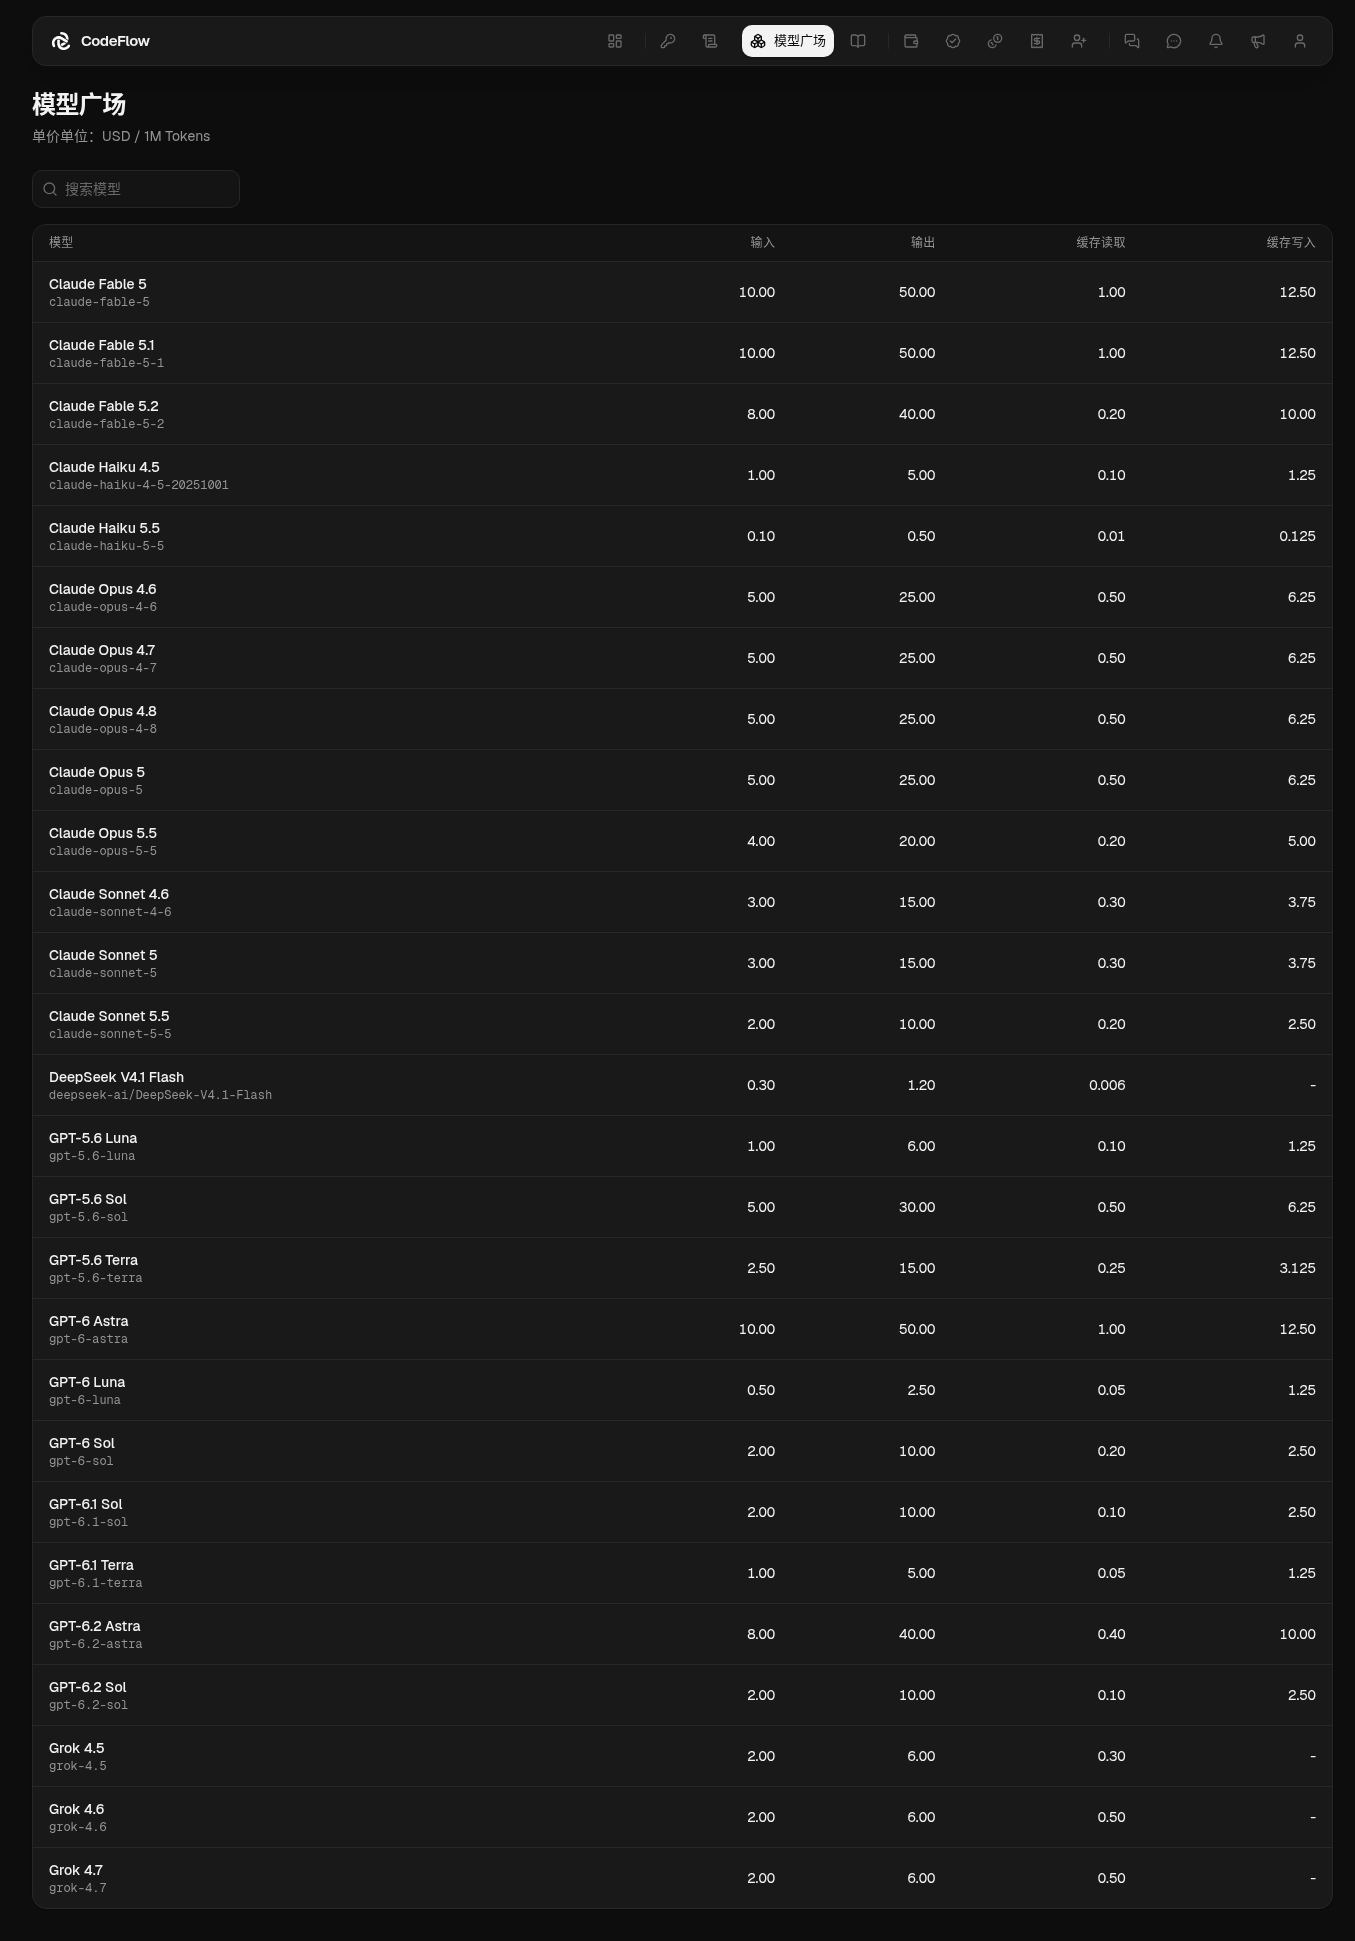 CodeFlow 模型广场
模型广场
单价单位：USD / 1M Tokens
搜索模型
模型 输入 输出 缓存读取 缓存写入
Claude Fable 5
claude-fable-5
10.00 50.00 1.00 12.50
Claude Fable 5.1
claude-fable-5-1
10.00 50.00 1.00 12.50
Claude Fable 5.2
claude-fable-5-2
8.00 40.00 0.20 10.00
Claude Haiku 4.5
claude-haiku-4-5-20251001
1.00 5.00 0.10 1.25
Claude Haiku 5.5
claude-haiku-5-5
0.10 0.50 0.01 0.125
Claude Opus 4.6
claude-opus-4-6
5.00 25.00 0.50 6.25
Claude Opus 4.7
claude-opus-4-7
5.00 25.00 0.50 6.25
Claude Opus 4.8
claude-opus-4-8
5.00 25.00 0.50 6.25
Claude Opus 5
claude-opus-5
5.00 25.00 0.50 6.25
Claude Opus 5.5
claude-opus-5-5
4.00 20.00 0.20 5.00
Claude Sonnet 4.6
claude-sonnet-4-6
3.00 15.00 0.30 3.75
Claude Sonnet 5
claude-sonnet-5
3.00 15.00 0.30 3.75
Claude Sonnet 5.5
claude-sonnet-5-5
2.00 10.00 0.20 2.50
DeepSeek V4.1 Flash
deepseek-ai/DeepSeek-V4.1-Flash
0.30 1.20 0.006 -
GPT-5.6 Luna
gpt-5.6-luna
1.00 6.00 0.10 1.25
GPT-5.6 Sol
gpt-5.6-sol
5.00 30.00 0.50 6.25
GPT-5.6 Terra
gpt-5.6-terra
2.50 15.00 0.25 3.125
GPT-6 Astra
gpt-6-astra
10.00 50.00 1.00 12.50
GPT-6 Luna
gpt-6-luna
0.50 2.50 0.05 1.25
GPT-6 Sol
gpt-6-sol
2.00 10.00 0.20 2.50
GPT-6.1 Sol
gpt-6.1-sol
2.00 10.00 0.10 2.50
GPT-6.1 Terra
gpt-6.1-terra
1.00 5.00 0.05 1.25
GPT-6.2 Astra
gpt-6.2-astra
8.00 40.00 0.40 10.00
GPT-6.2 Sol
gpt-6.2-sol
2.00 10.00 0.10 2.50
Grok 4.5
grok-4.5
2.00 6.00 0.30 -
Grok 4.6
grok-4.6
2.00 6.00 0.50 -
Grok 4.7
grok-4.7
2.00 6.00 0.50 -